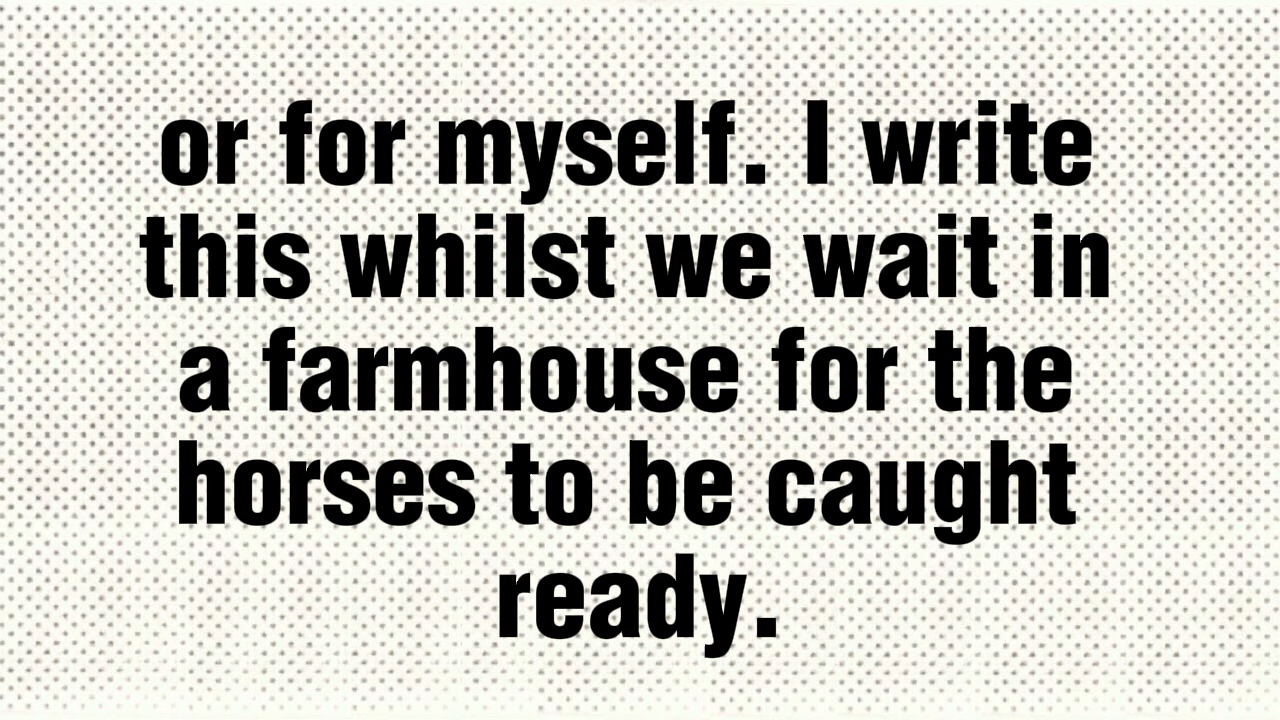 or for myself. I write
this whilst we wait in
a farmhouse for the
horses to be caught
ready.